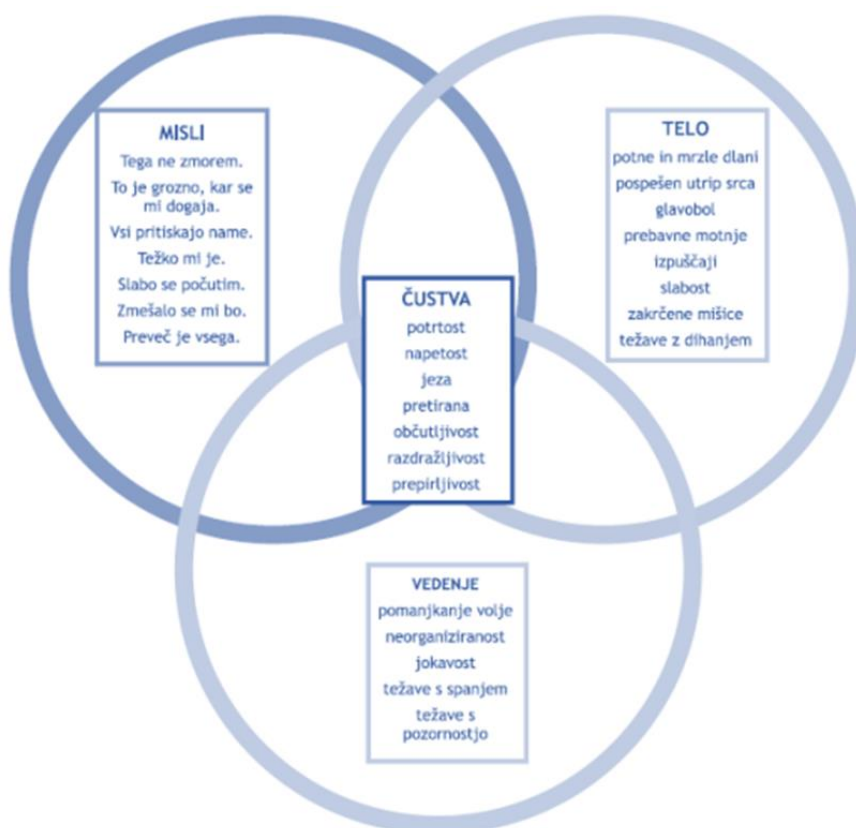 MISLI
Tega ne zmorem.
To je grozno, kar se
mi dogaja.
Vsi pritiskajo name.
Težko mi je.
Slabo se počutim.
Zmešalo se mi bo.
Preveč je vsega.
TELO
potne in mrzle dlani
pospešen utrip srca
glavobol
prebavne motnje
izpuščaji
slabost
zakrčene mišice
težave z dihanjem
ČUSTVA
potrtost
napetost
jeza
pretirana
občutljivost
razdražljivost
prepirljivost
VEDENJE
pomanjkanje volje
neorganiziranost
jokavost
težave s spanjem
težave s
pozornostjo